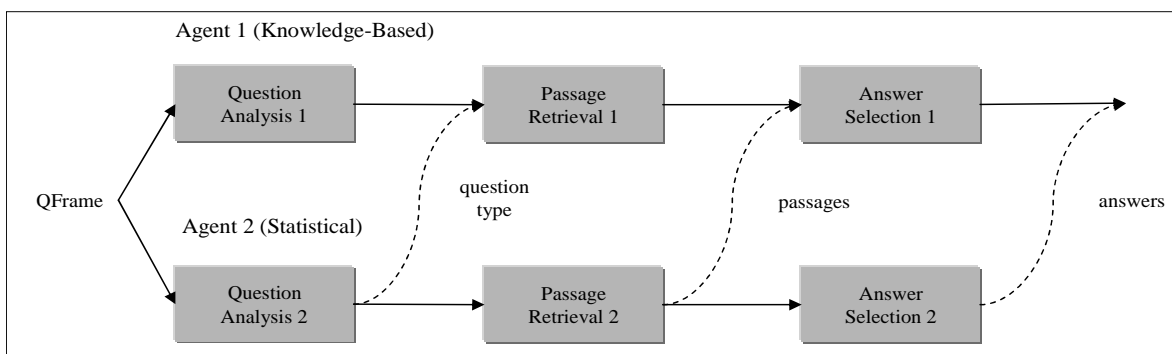 Agent 1 (Knowledge-Based)
Question
Analysis 1
Passage
Retrieval 1
Answer
Selection 1
QFrame
question
type
passages
answers
Agent 2 (Statistical)
Question
Analysis 2
Passage
Retrieval 2
Answer
Selection 2